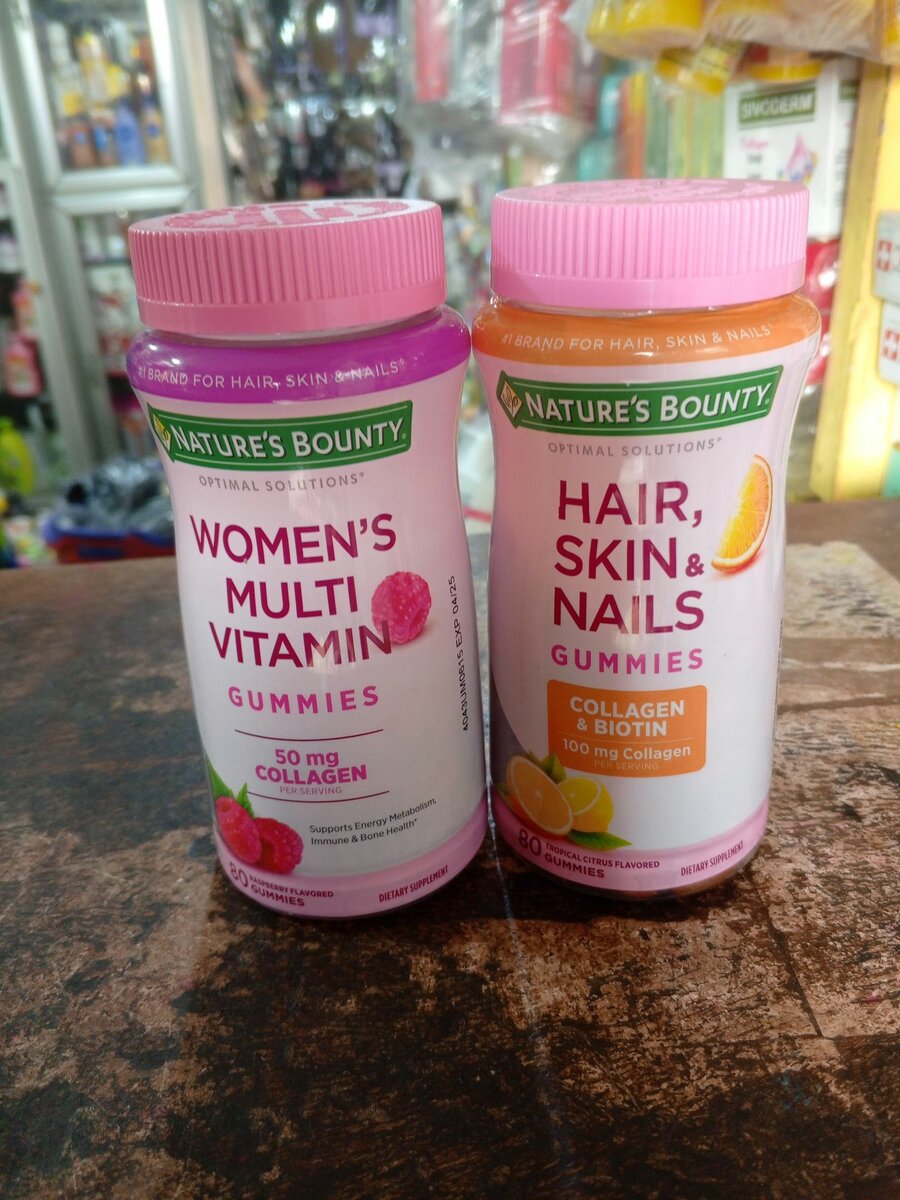 #1 BRAND FOR HAIR, SKIN & NAILS®
NATURE'S BOUNTY®
OPTIMAL SOLUTIONS®
WOMEN'S
MULTI
VITAMIN
GUMMIES
50 mg
COLLAGEN
PER SERVING
Supports Energy Metabolism,
Immune & Bone Health*
80 RASPBERRY FLAVORED
GUMMIES
DIETARY SUPPLEMENT
4043UM0615 EXP 04/25
#1 BRAND FOR HAIR, SKIN & NAILS*
NATURE'S BOUNTY®
OPTIMAL SOLUTIONS®
HAIR,
SKIN &
NAILS
GUMMIES
COLLAGEN
& BIOTIN
100 mg Collagen
PER SERVING
80 TROPICAL CITRUS FLAVORED
GUMMIES
DIETARY SUPPLEMENT